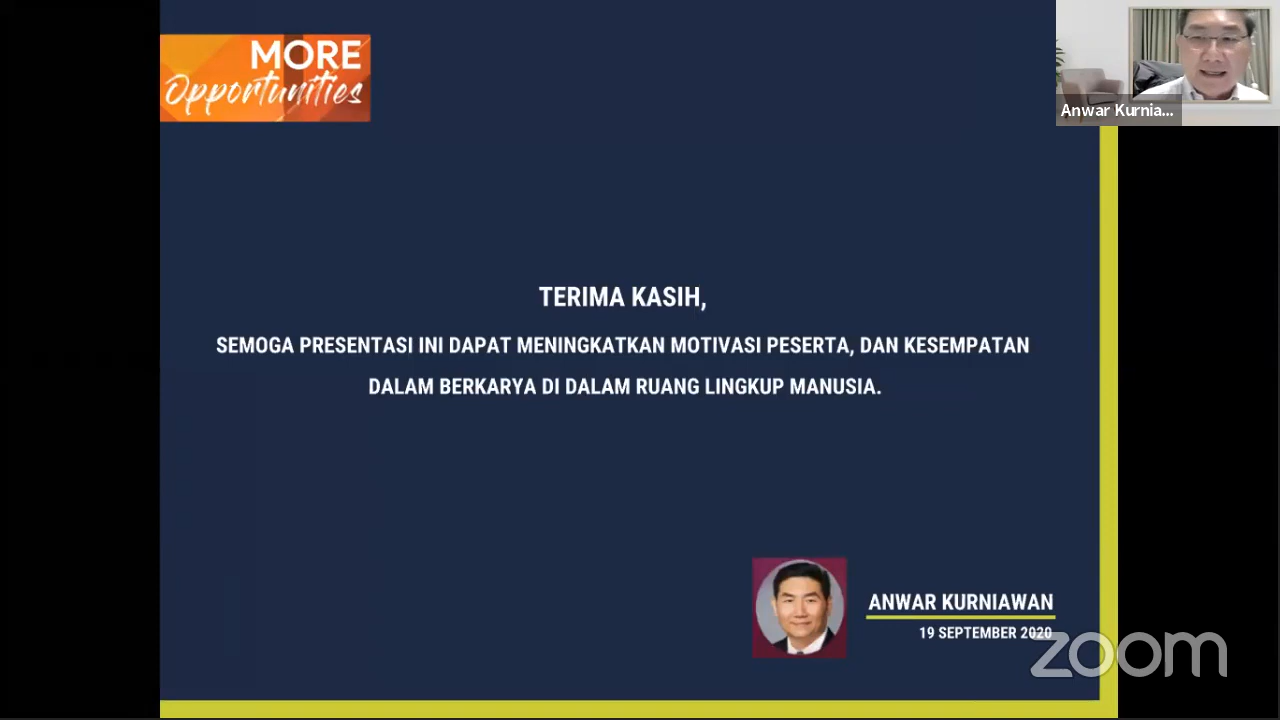 MORE
Opportunities
Anwar Kurnia...
TERIMA KASIH,
SEMOGA PRESENTASI INI DAPAT MENINGKATKAN MOTIVASI PESERTA, DAN KESEMPATAN
DALAM BERKARYA DI DALAM RUANG LINGKUP MANUSIA.
ANWAR KURNIAWAN
19 SEPTEMBER 2020
zoom